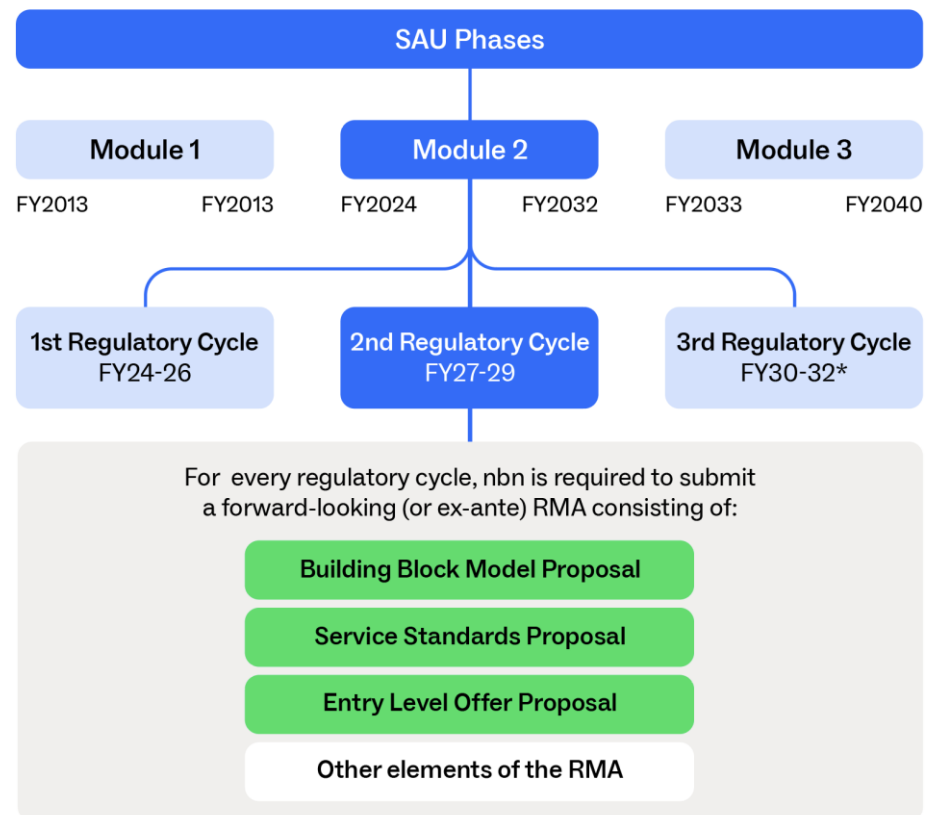 SAU Phases
Module 1
Module 2
Module 3
FY2013
FY2013
FY2024
FY2032
FY2033
FY2040
1st Regulatory Cycle
FY24-26
2nd Regulatory Cycle
FY27-29
3rd Regulatory Cycle
FY30-32*
For every regulatory cycle, nbn is required to submit
a forward-looking (or ex-ante) RMA consisting of:
Building Block Model Proposal
Service Standards Proposal
Entry Level Offer Proposal
Other elements of the RMA